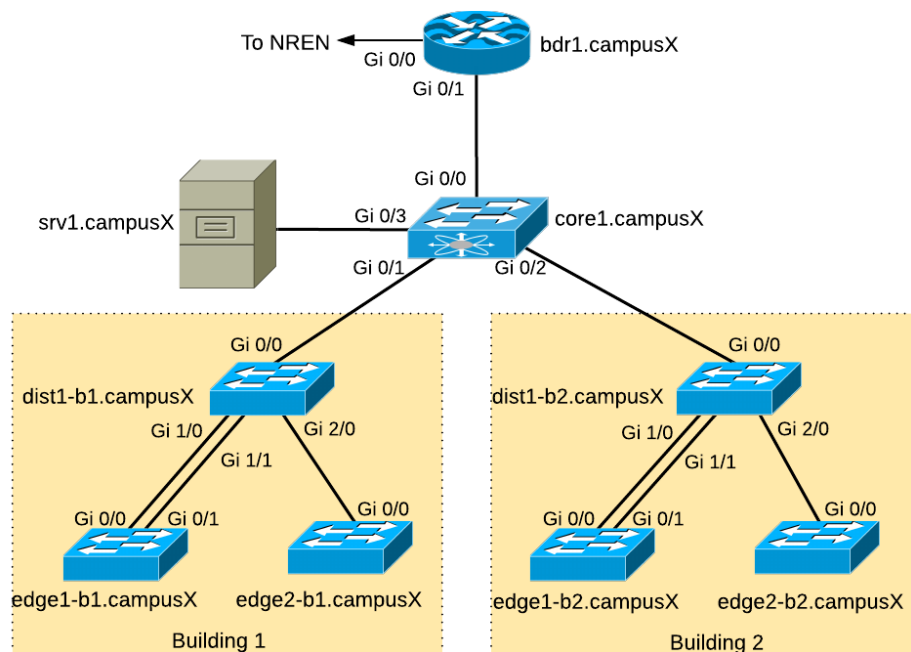 To NREN
Gi 0/0
bdr1.campusX
Gi 0/1
Gi 0/0
srv1.campusX
Gi 0/3
core1.campusX
Gi 0/1
Gi 0/2
Gi 0/0
dist1-b1.campusX
Gi 1/0
Gi 2/0
Gi 1/1
Gi 0/0
Gi 0/1
Gi 0/0
edge1-b1.campusX
edge2-b1.campusX
Building 1
Gi 0/0
dist1-b2.campusX
Gi 1/0
Gi 2/0
Gi 1/1
Gi 0/0
Gi 0/1
Gi 0/0
edge1-b2.campusX
edge2-b2.campusX
Building 2